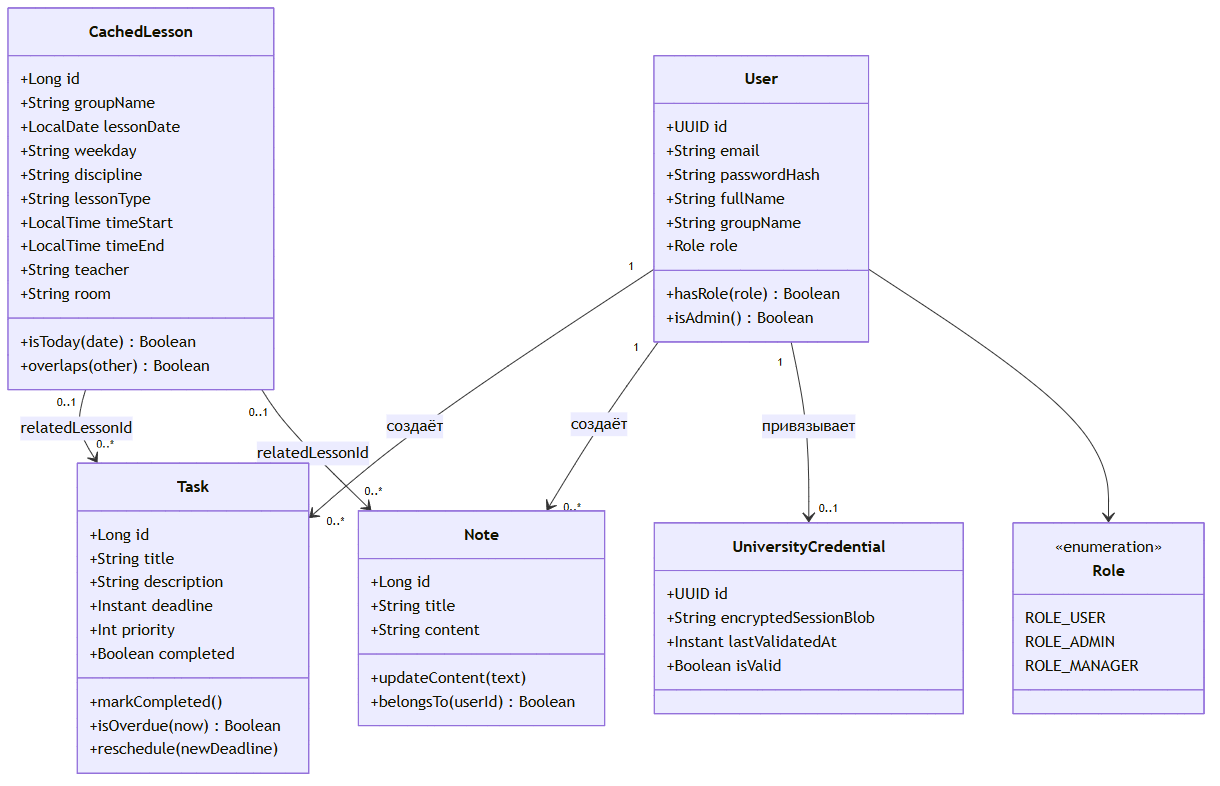 CachedLesson
+Long id
+String groupName
+LocalDate lessonDate
+String weekday
+String discipline
+String lessonType
+LocalTime timeStart
+LocalTime timeEnd
+String teacher
+String room
+isToday(date) : Boolean
+overlaps(other) : Boolean
User
+UUID id
+String email
+String passwordHash
+String fullName
+String groupName
+Role role
+hasRole(role) : Boolean
+isAdmin() : Boolean
0..1
relatedLessonId
0..*
0..1
relatedLessonId
0..*
1
создаёт
0..*
1
создаёт
0..*
1
привязывает
0..1
Task
+Long id
+String title
+String description
+Instant deadline
+Int priority
+Boolean completed
+markCompleted()
+isOverdue(now) : Boolean
+reschedule(newDeadline)
Note
+Long id
+String title
+String content
+updateContent(text)
+belongsTo(userId) : Boolean
UniversityCredential
+UUID id
+String encryptedSessionBlob
+Instant lastValidatedAt
+Boolean isValid
«enumeration»
Role
ROLE_USER
ROLE_ADMIN
ROLE_MANAGER